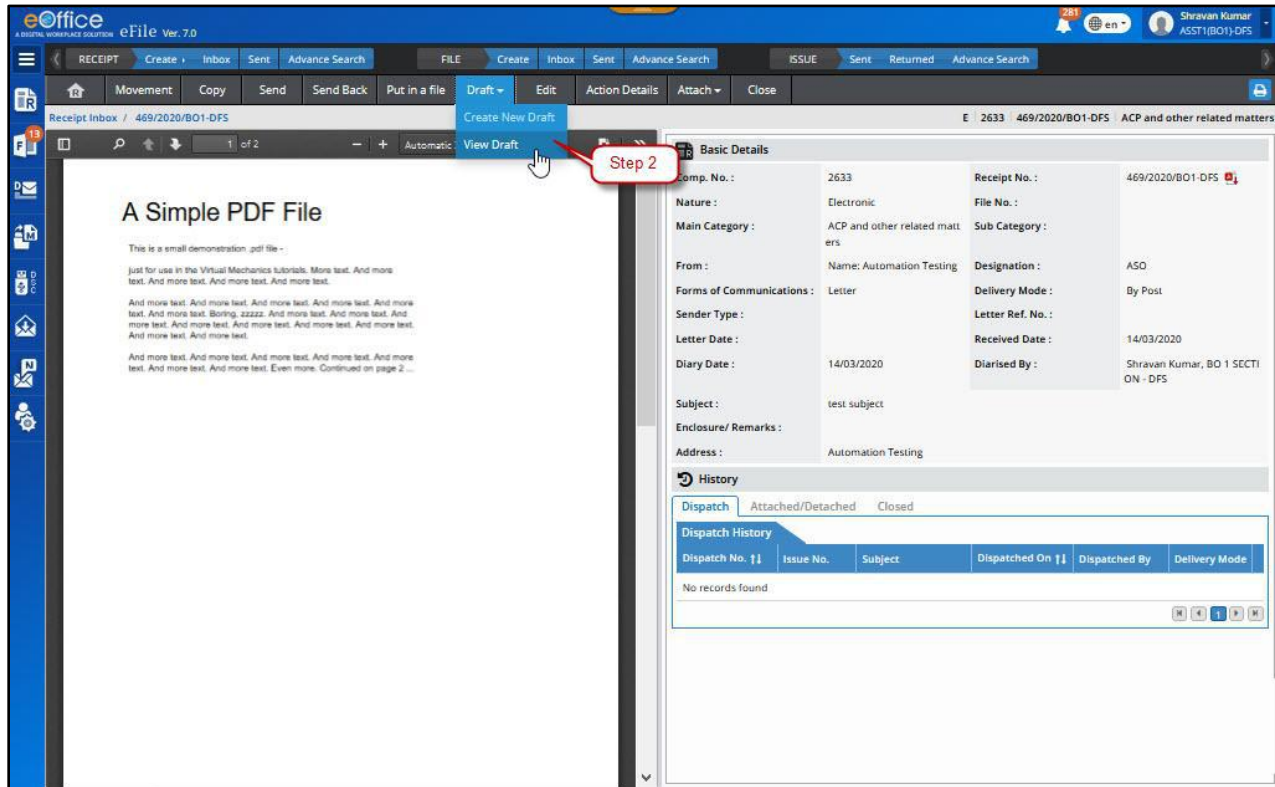 eOffice
A DIGITAL WORKPLACE SOLUTION eFile Ver. 7.0
281
en
Shravan Kumar
ASST1(BO1)-DFS
RECEIPT Create Inbox Sent Advance Search FILE Create Inbox Sent Advance Search ISSUE Sent Returned Advance Search
R Movement Copy Send Send Back Put in a file Draft Edit Action Details Attach Close
Create New Draft
View Draft
Step 2
Receipt Inbox / 469/2020/BO1-DFS
E 2633 469/2020/BO1-DFS ACP and other related matters
R
F 13
D
M
DSC
N
1 of 2 − + Automatic
A Simple PDF File
This is a small demonstration .pdf file -
just for use in the Virtual Mechanics tutorials. More text. And more
text. And more text. And more text. And more text.
And more text. And more text. And more text. And more text. And more
text. And more text. Boring, zzzzz. And more text. And more text. And
more text. And more text. And more text. And more text. And more text.
And more text. And more text.
And more text. And more text. And more text. And more text. And more
text. And more text. And more text. Even more. Continued on page 2 ...
Basic Details
Comp. No. : 2633 Receipt No. : 469/2020/BO1-DFS
Nature : Electronic File No. :
Main Category : ACP and other related matt
ers
Sub Category :
From : Name: Automation Testing Designation : ASO
Forms of Communications : Letter Delivery Mode : By Post
Sender Type : Letter Ref. No. :
Letter Date : Received Date : 14/03/2020
Diary Date : 14/03/2020 Diarised By : Shravan Kumar, BO 1 SECTI
ON - DFS
Subject : test subject
Enclosure/ Remarks :
Address : Automation Testing
History
Dispatch Attached/Detached Closed
Dispatch History
Dispatch No. Issue No. Subject Dispatched On Dispatched By Delivery Mode
No records found
1